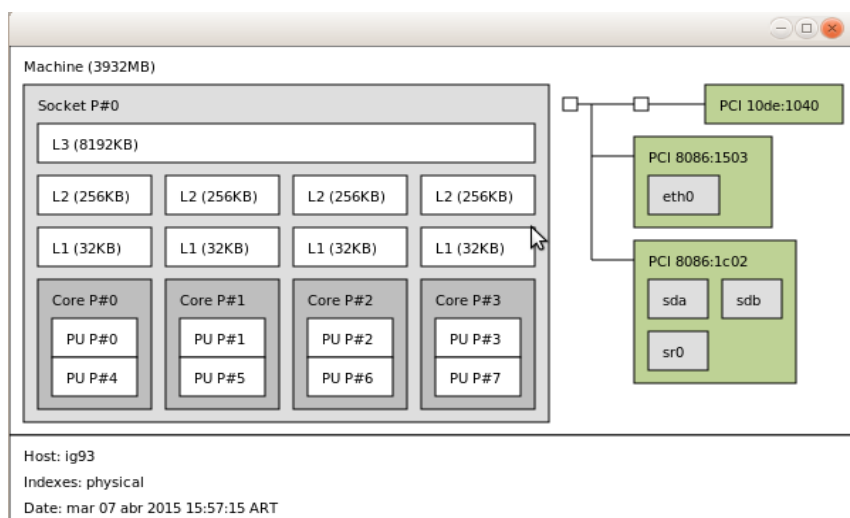 Machine (3932MB)
Socket P#0
L3 (8192KB)
L2 (256KB) L2 (256KB) L2 (256KB) L2 (256KB)
L1 (32KB) L1 (32KB) L1 (32KB) L1 (32KB)
Core P#0 Core P#1 Core P#2 Core P#3
PU P#0 PU P#1 PU P#2 PU P#3
PU P#4 PU P#5 PU P#6 PU P#7
PCI 10de:1040
PCI 8086:1503
eth0
PCI 8086:1c02
sda sdb
sr0
Host: ig93
Indexes: physical
Date: mar 07 abr 2015 15:57:15 ART